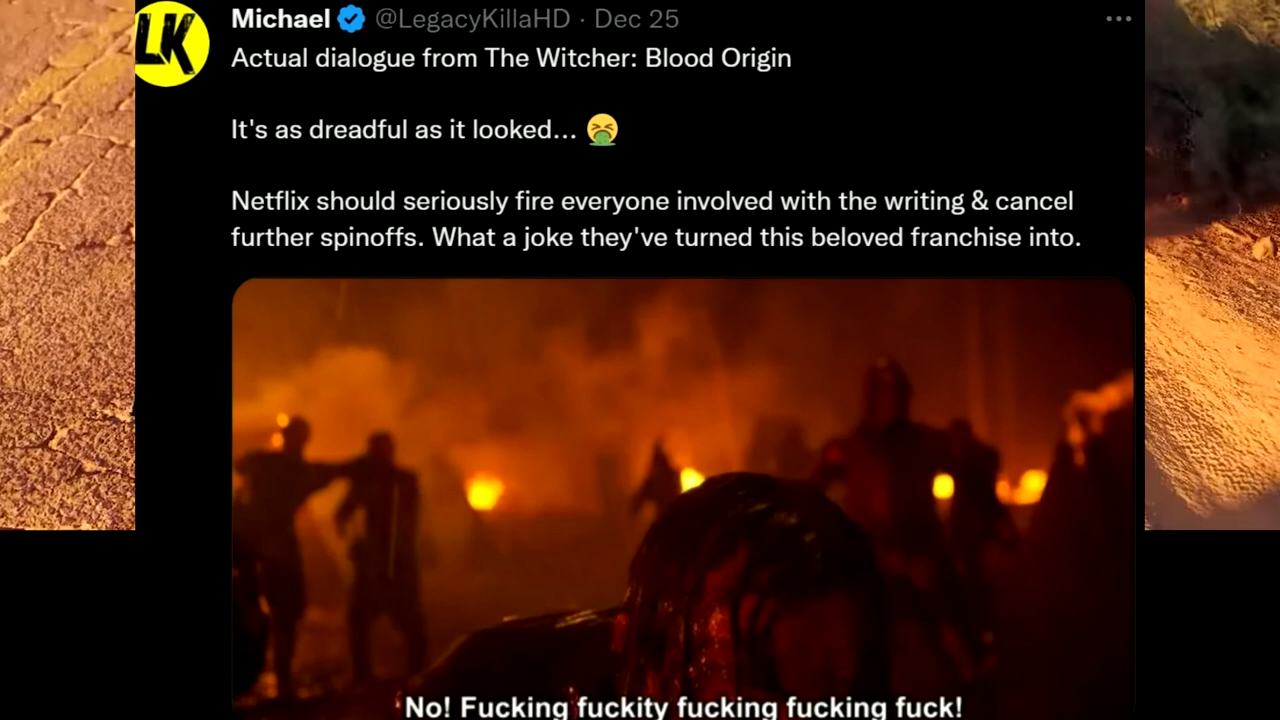 LK
Michael @LegacyKillaHD · Dec 25
Actual dialogue from The Witcher: Blood Origin
It's as dreadful as it looked... 🤮
Netflix should seriously fire everyone involved with the writing & cancel
further spinoffs. What a joke they've turned this beloved franchise into.
No! Fucking fuckity fucking fucking fuck!